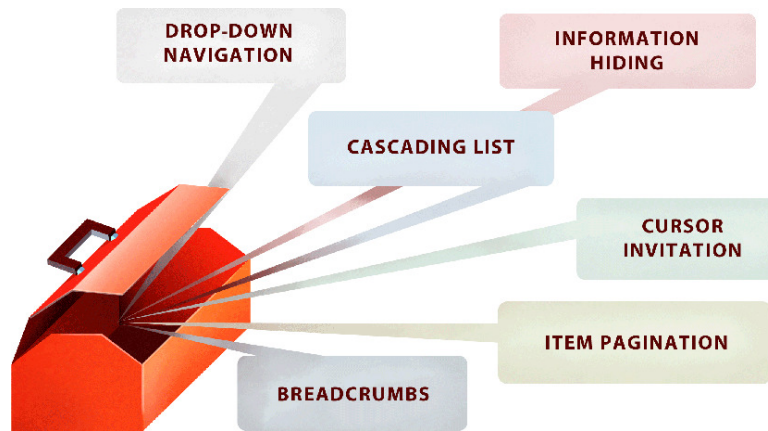 DROP-DOWN
NAVIGATION
INFORMATION
HIDING
CASCADING LIST
CURSOR
INVITATION
ITEM PAGINATION
BREADCRUMBS